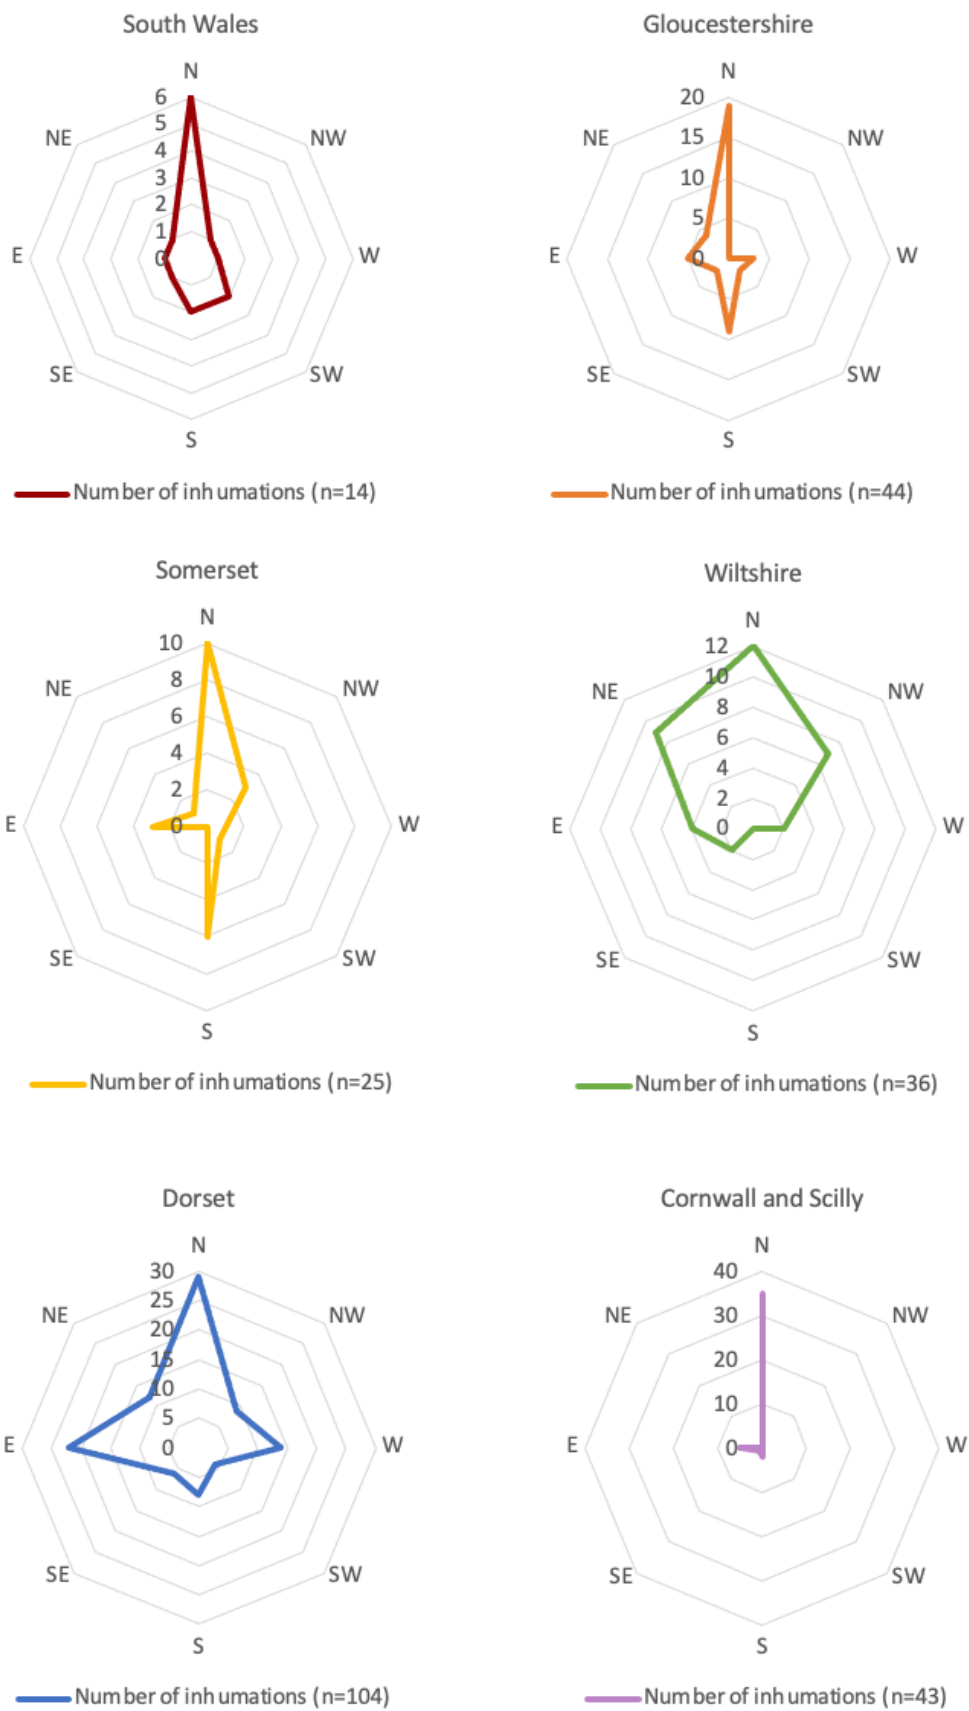 South Wales
N
6
5
4
3
2
1
0
NE
NW
E
W
SE
SW
S
Number of inhumations (n=14)
Gloucestershire
N
20
15
10
5
0
NE
NW
E
W
SE
SW
S
Number of inhumations (n=44)
Somerset
N
10
8
6
4
2
0
NE
NW
E
W
SE
SW
S
Number of inhumations (n=25)
Wiltshire
N
12
10
8
6
4
2
0
NE
NW
E
W
SE
SW
S
Number of inhumations (n=36)
Dorset
N
30
25
20
15
10
5
0
NE
NW
E
W
SE
SW
S
Number of inhumations (n=104)
Cornwall and Scilly
N
40
30
20
10
0
NE
NW
E
W
SE
SW
S
Number of inhumations (n=43)